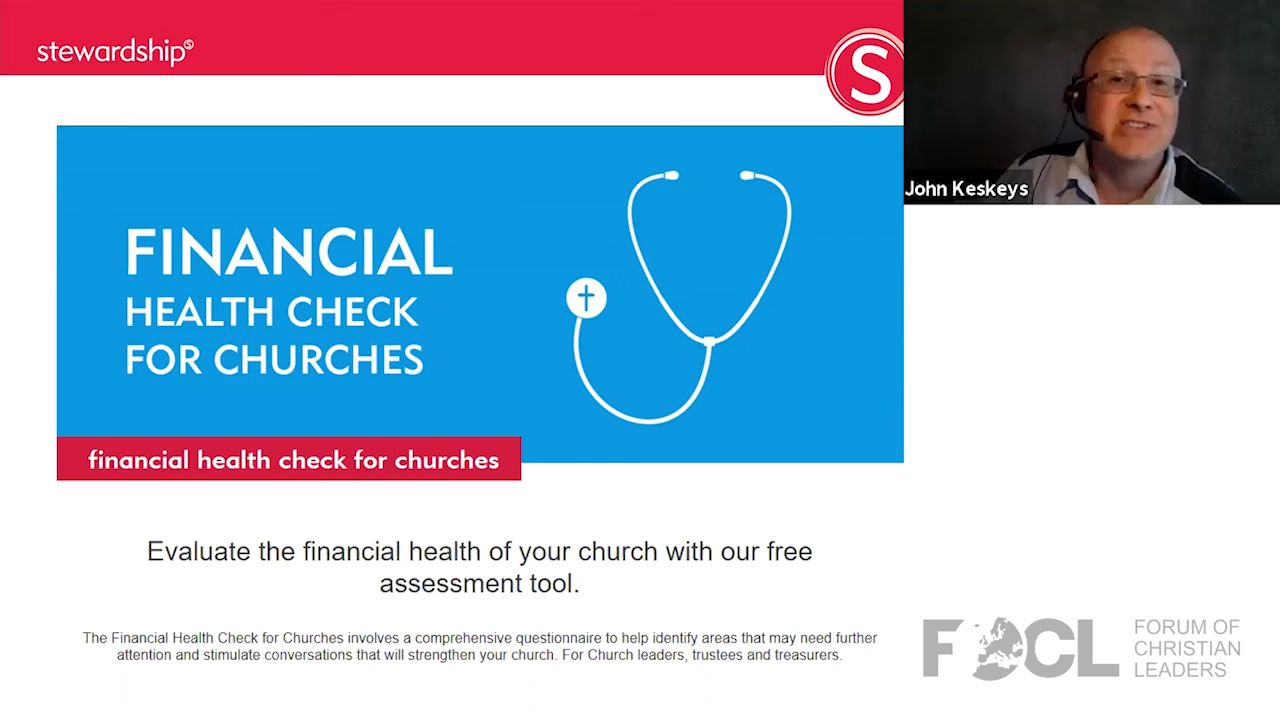 stewardship
S
John Keskeys
FINANCIAL
HEALTH CHECK
FOR CHURCHES
financial health check for churches
Evaluate the financial health of your church with our free
assessment tool.
The Financial Health Check for Churches involves a comprehensive questionnaire to help identify areas that may need further
attention and stimulate conversations that will strengthen your church. For Church leaders, trustees and treasurers.
FOCL
FORUM OF
CHRISTIAN
LEADERS